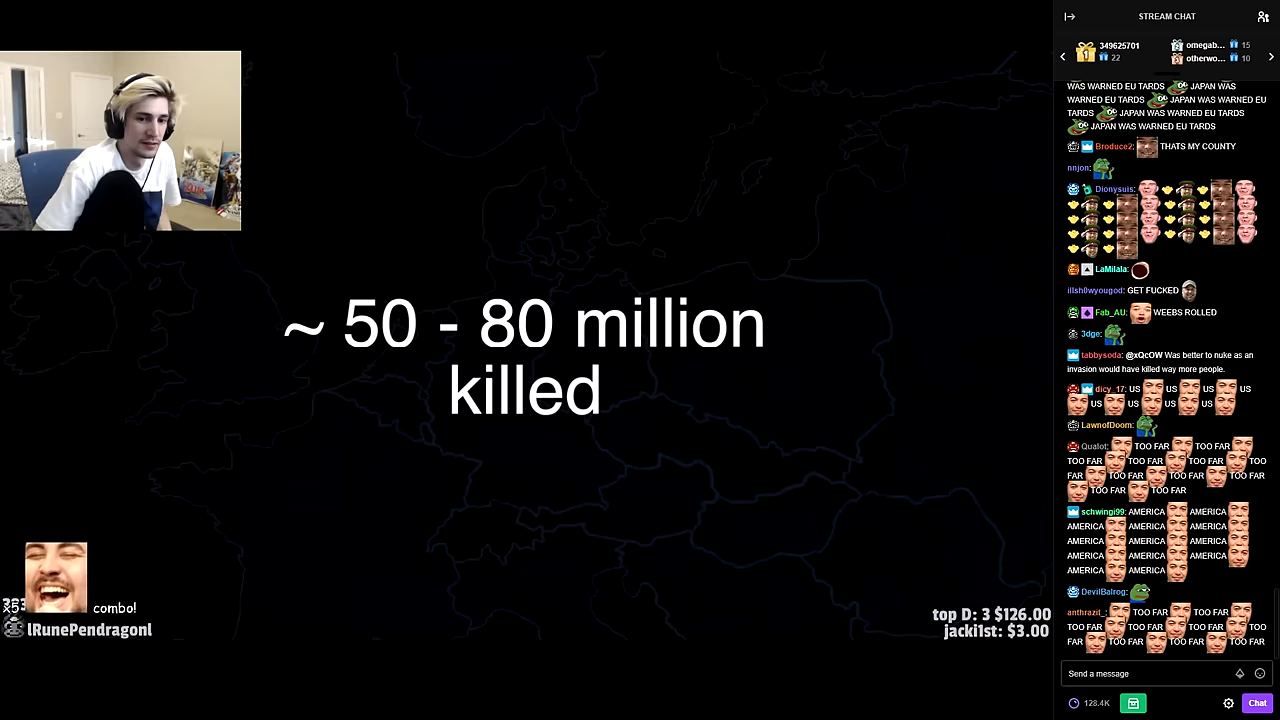 ~ 50 - 80 million
killed
combo!
lRunePendragonl
top D: 3 $126.00
jacki1st: $3.00
STREAM CHAT
349625701
22
omegab... 15
otherwo... 10
WAS WARNED EU TARDS JAPAN WAS
WARNED EU TARDS JAPAN WAS WARNED EU
TARDS JAPAN WAS WARNED EU TARDS
JAPAN WAS WARNED EU TARDS
Broduce2: THATS MY COUNTY
nnjon:
Dionysuis:
LaMilala:
illsh0wyougod: GET FUCKED
Fab_AU: WEEBS ROLLED
3dge:
tabbysoda: @xQcOW Was better to nuke as an
invasion would have killed way more people.
dicy_17: US US US US
US US US US
LawnofDoom:
Qualot: TOO FAR TOO FAR
TOO FAR TOO FAR TOO FAR TOO
FAR TOO FAR TOO FAR TOO FAR
TOO FAR TOO FAR
schwingi99: AMERICA AMERICA
AMERICA AMERICA AMERICA
AMERICA AMERICA AMERICA
AMERICA AMERICA AMERICA
AMERICA AMERICA
DevilBalrog:
anthrazit_: TOO FAR TOO FAR
TOO FAR TOO FAR TOO FAR TOO
FAR TOO FAR TOO FAR TOO FAR
Send a message
128.4K
Chat